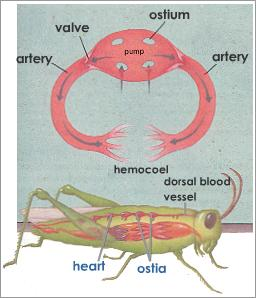 ostium
valve
pump
artery
artery
hemocoel
dorsal blood
vessel
heart
ostia